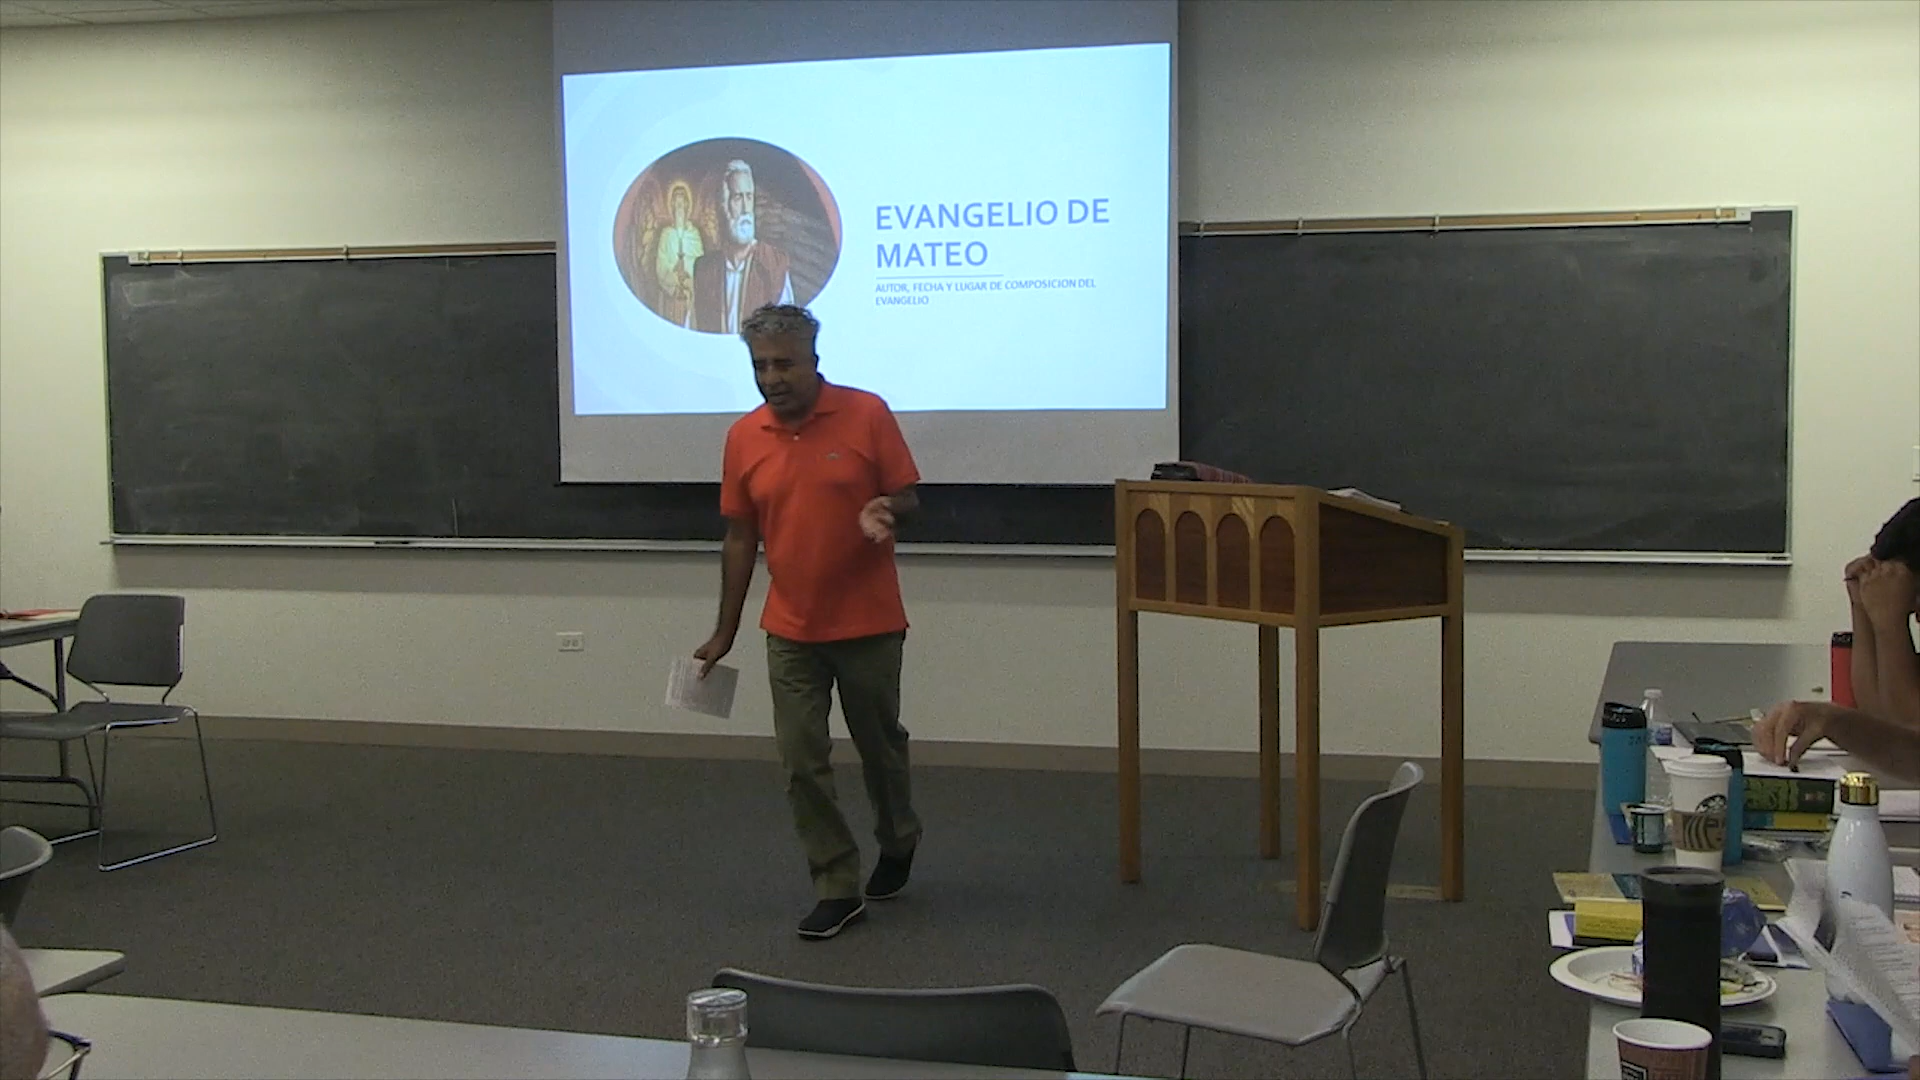 EVANGELIO DE
MATEO
AUTOR, FECHA Y LUGAR DE COMPOSICION DEL
EVANGELIO